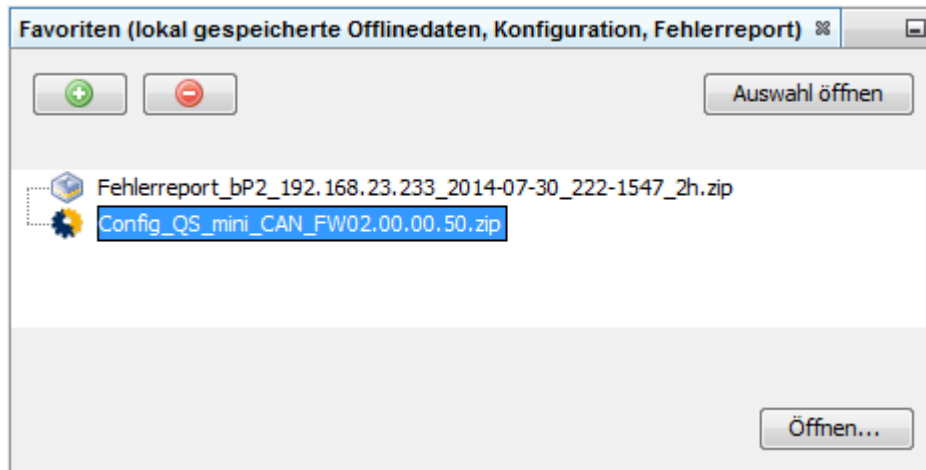 Favoriten (lokal gespeicherte Offlinedaten, Konfiguration, Fehlerreport)
Auswahl öffnen
Fehlerreport_bP2_192.168.23.233_2014-07-30_222-1547_2h.zip
Config_QS_mini_CAN_FW02.00.00.50.zip
Öffnen...